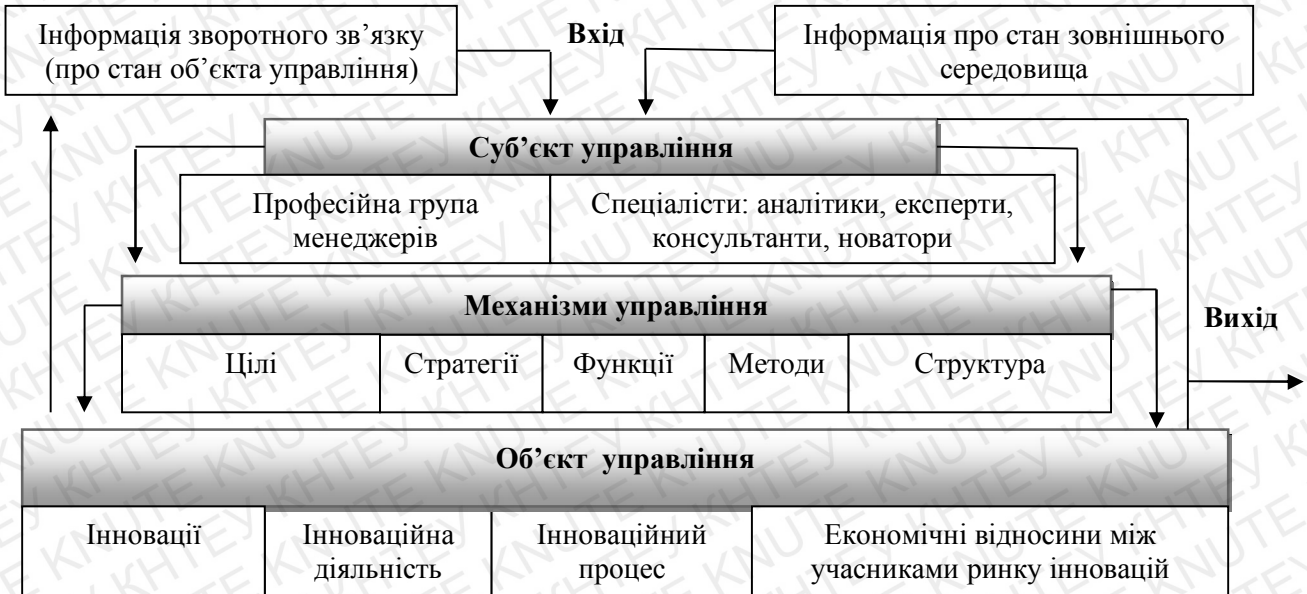 Інформація зворотного зв’язку
(про стан об’єкта управління)
Вхід
Інформація про стан зовнішнього
середовища
Суб’єкт управління
Професійна група
менеджерів
Спеціалісти: аналітики, експерти,
консультанти, новатори
Механізми управління
Вихід
Цілі
Стратегії
Функції
Методи
Структура
Об’єкт управління
Інновації
Інноваційна
діяльність
Інноваційний
процес
Економічні відносини між
учасниками ринку інновацій